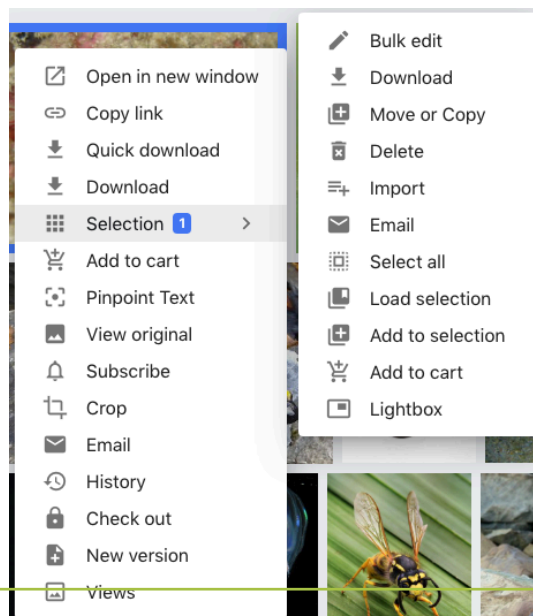 Open in new window
Copy link
Quick download
Download
Selection 1
Add to cart
Pinpoint Text
View original
Subscribe
Crop
Email
History
Check out
New version
Views
Bulk edit
Download
Move or Copy
Delete
Import
Email
Select all
Load selection
Add to selection
Add to cart
Lightbox